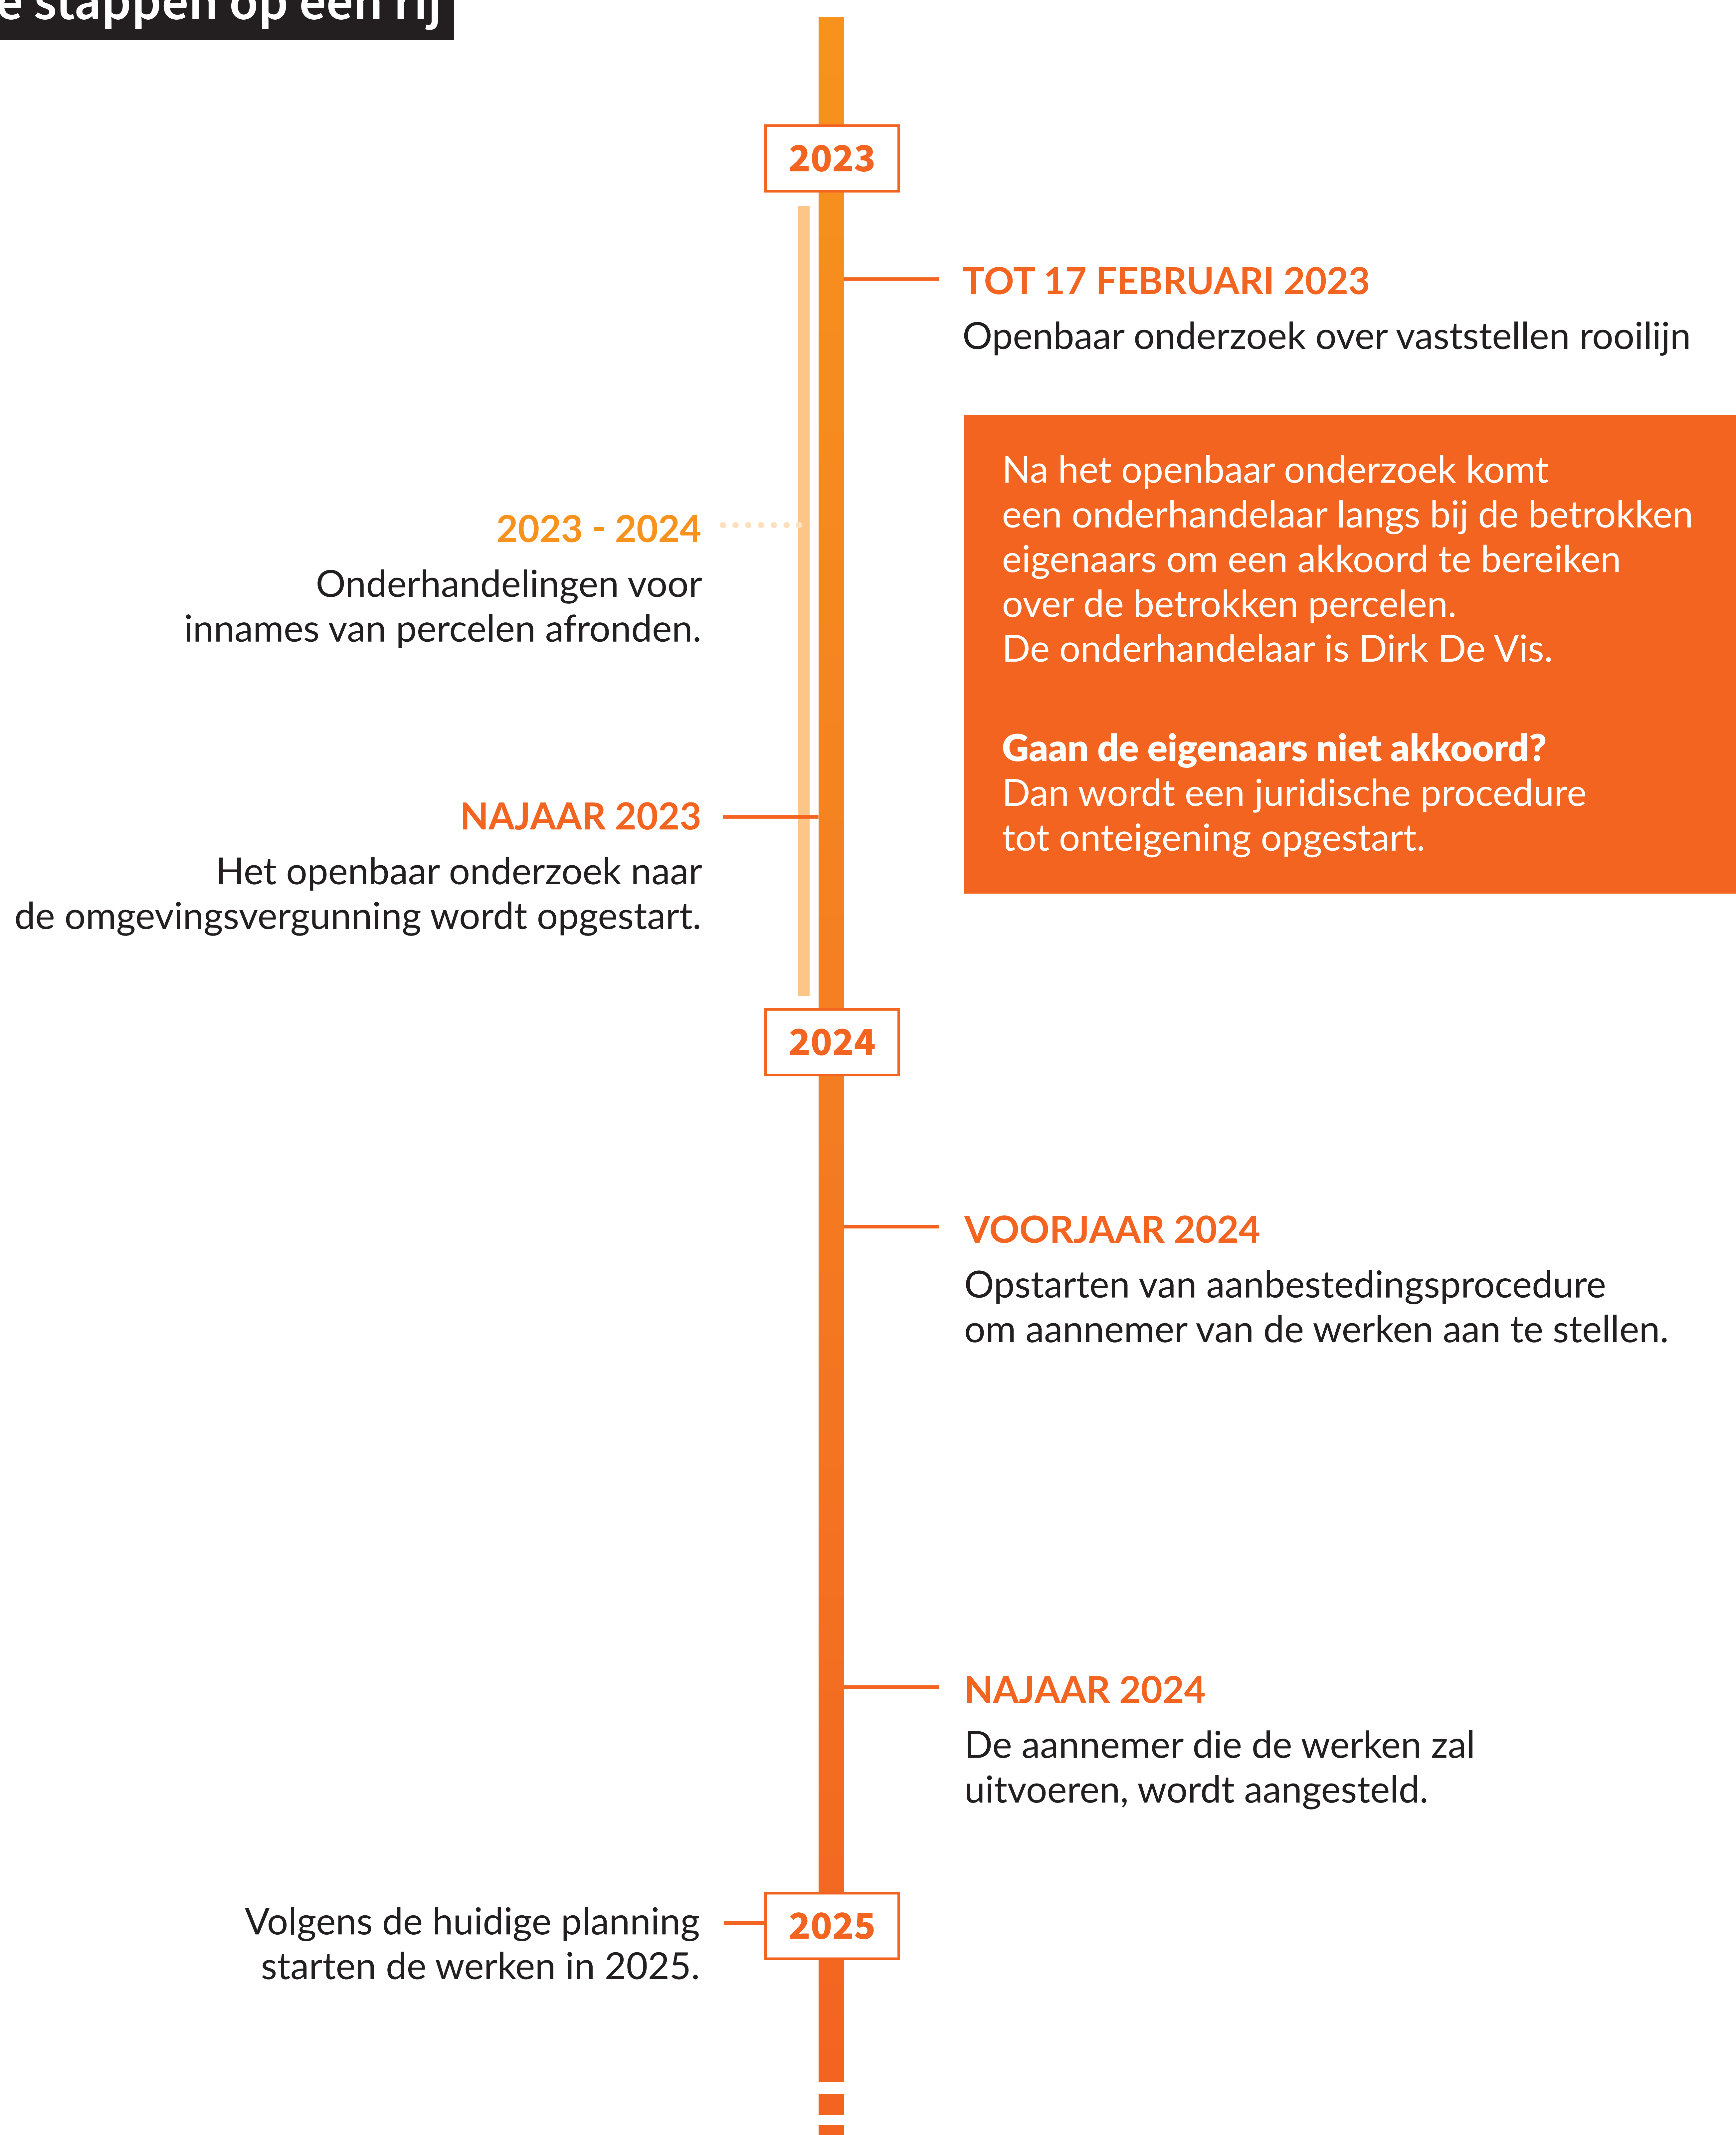 stappen op een rij
2023
TOT 17 FEBRUARI 2023
Openbaar onderzoek over vaststellen rooilijn
Na het openbaar onderzoek komt
een onderhandelaar langs bij de betrokken
eigenaars om een akkoord te bereiken
over de betrokken percelen.
De onderhandelaar is Dirk De Vis.
Gaan de eigenaars niet akkoord?
Dan wordt een juridische procedure
tot onteigening opgestart.
2023 - 2024
Onderhandelingen voor
innames van percelen afronden.
NAJAAR 2023
Het openbaar onderzoek naar
de omgevingsvergunning wordt opgestart.
2024
VOORJAAR 2024
Opstarten van aanbestedingsprocedure
om aannemer van de werken aan te stellen.
NAJAAR 2024
De aannemer die de werken zal
uitvoeren, wordt aangesteld.
2025
Volgens de huidige planning
starten de werken in 2025.